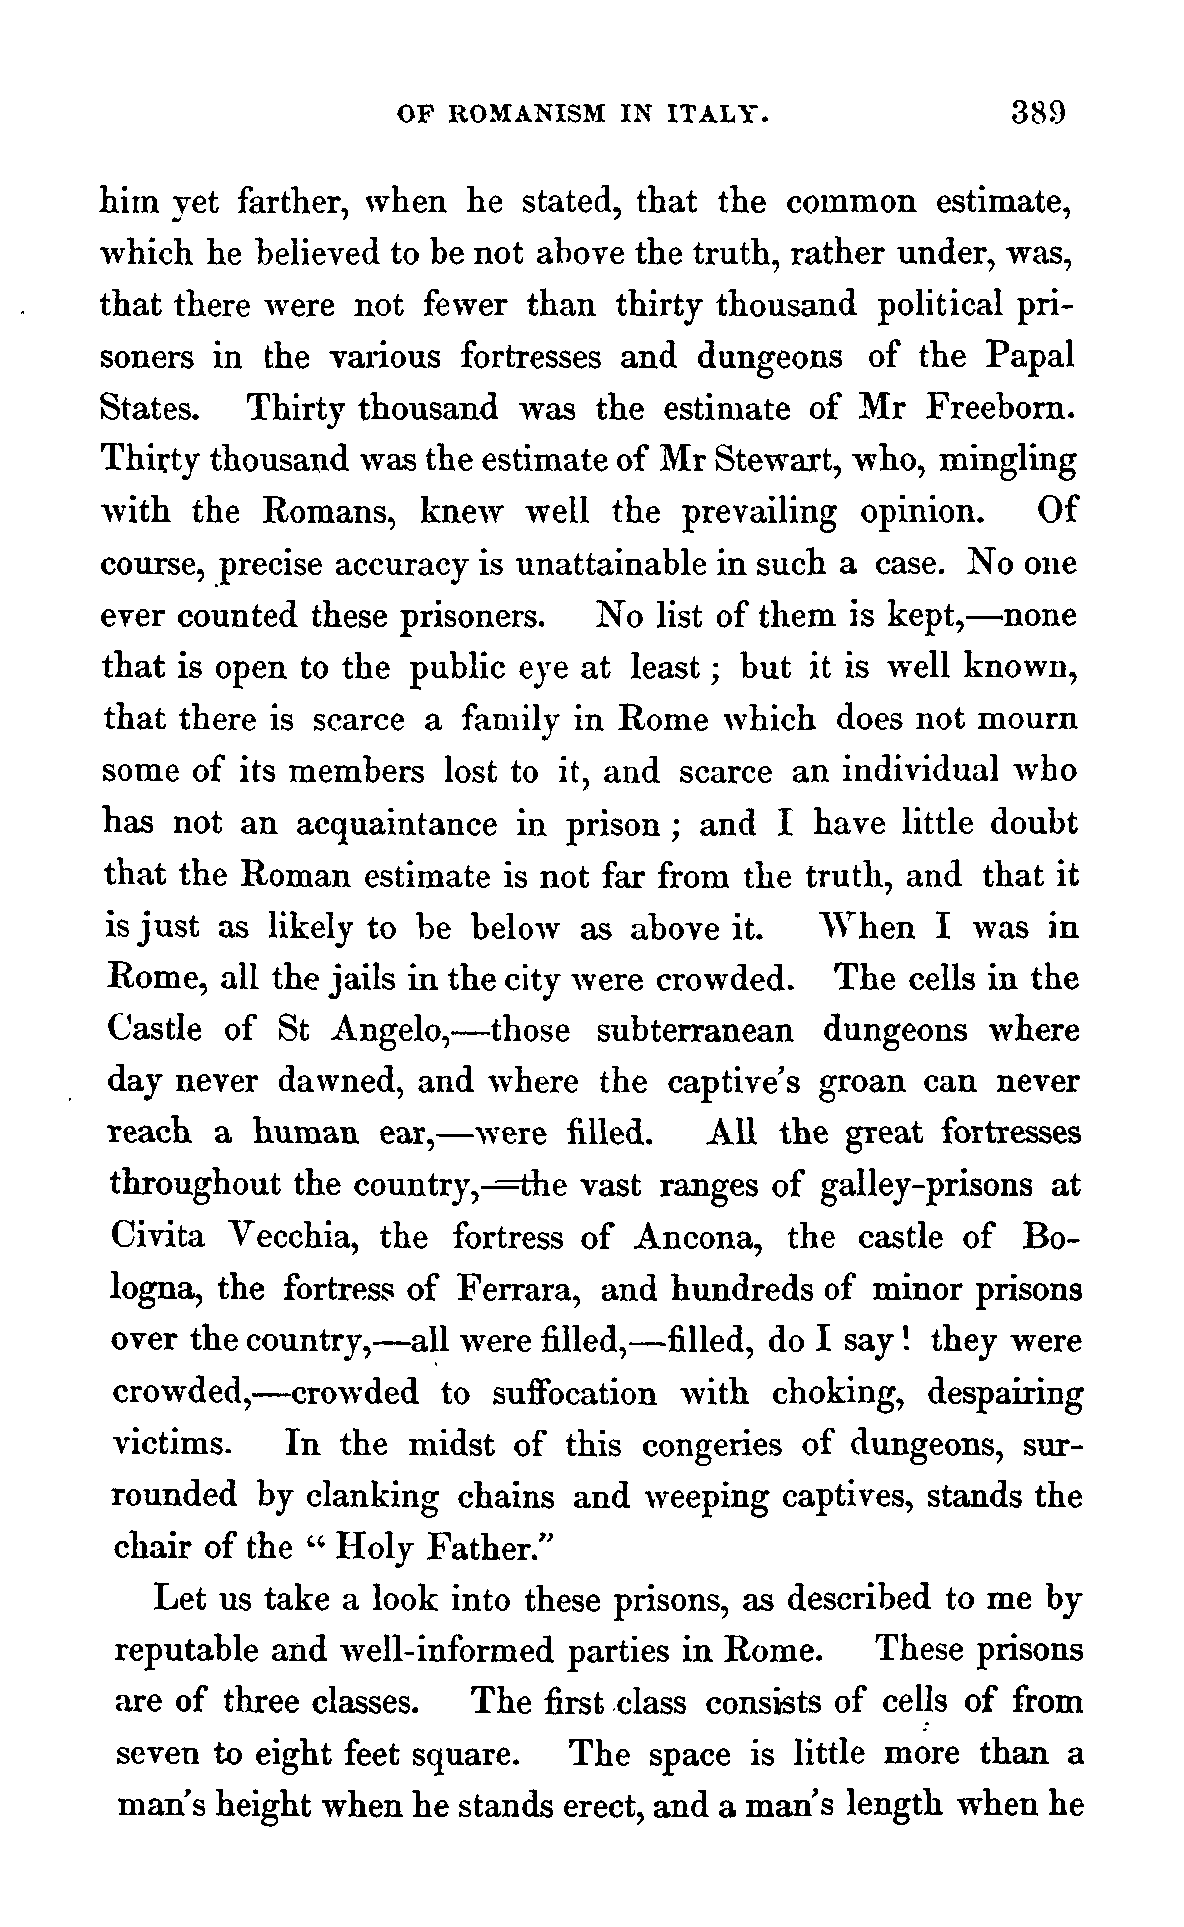 OF ROMANISM IN ITALY. 389
him yet farther, when he stated, that the common estimate,
which he believed to be not above the truth, rather under, was,
that there were not fewer than thirty thousand political pri-
soners in the various fortresses and dungeons of the Papal
States. Thirty thousand was the estimate of Mr Freeborn.
Thirty thousand was the estimate of Mr Stewart, who, mingling
with the Romans, knew well the prevailing opinion. Of
course, precise accuracy is unattainable in such a case. No one
ever counted these prisoners. No list of them is kept,—none
that is open to the public eye at least; but it is well known,
that there is scarce a family in Rome which does not mourn
some of its members lost to it, and scarce an individual who
has not an acquaintance in prison; and I have little doubt
that the Roman estimate is not far from the truth, and that it
is just as likely to be below as above it. When I was in
Rome, all the jails in the city were crowded. The cells in the
Castle of St Angelo,—those subterranean dungeons where
day never dawned, and where the captive's groan can never
reach a human ear,—were filled. All the great fortresses
throughout the country,—the vast ranges of galley-prisons at
Civita Vecchia, the fortress of Ancona, the castle of Bo-
logna, the fortress of Ferrara, and hundreds of minor prisons
over the country,—all were filled,—filled, do I say! they were
crowded,—crowded to suffocation with choking, despairing
victims. In the midst of this congeries of dungeons, sur-
rounded by clanking chains and weeping captives, stands the
chair of the “Holy Father.”
Let us take a look into these prisons, as described to me by
reputable and well-informed parties in Rome. These prisons
are of three classes. The first class consists of cells of from
seven to eight feet square. The space is little more than a
man's height when he stands erect, and a man's length when he